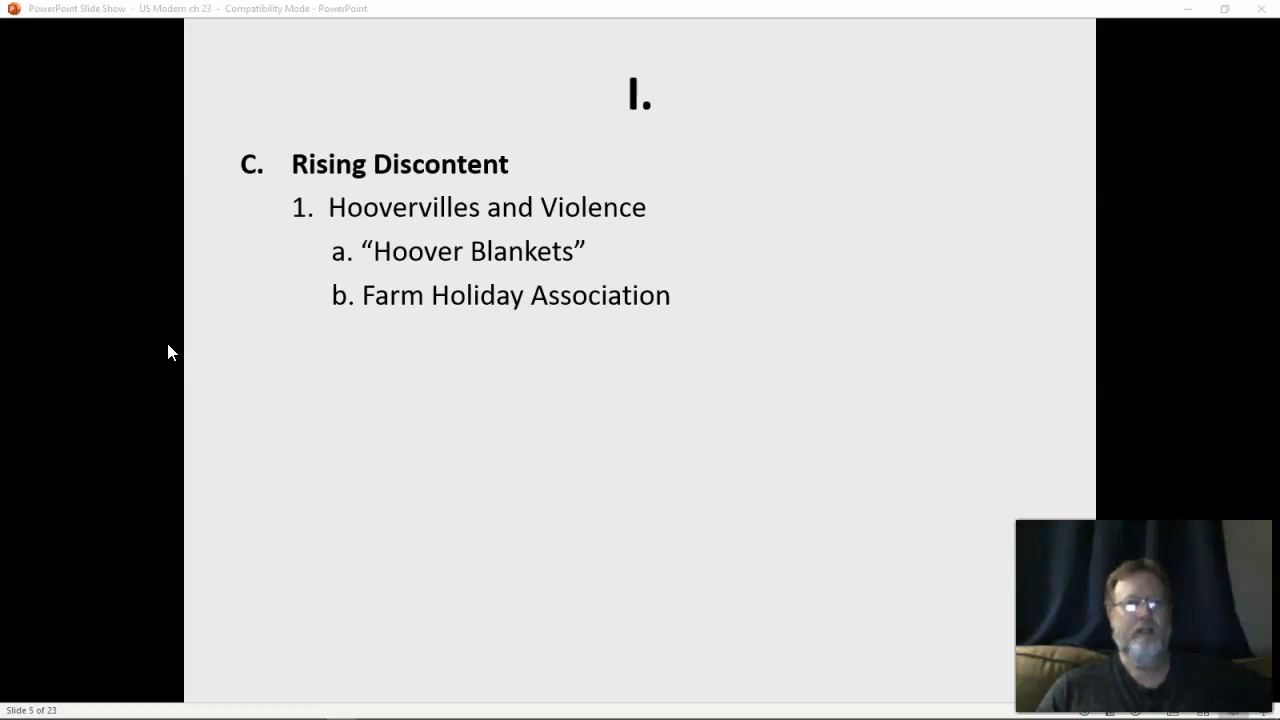 PowerPoint Slide Show - US Modern ch 23 - Compatibility Mode - PowerPoint
I.
C. Rising Discontent
1. Hoovervilles and Violence
a. “Hoover Blankets”
b. Farm Holiday Association
Slide 5 of 23